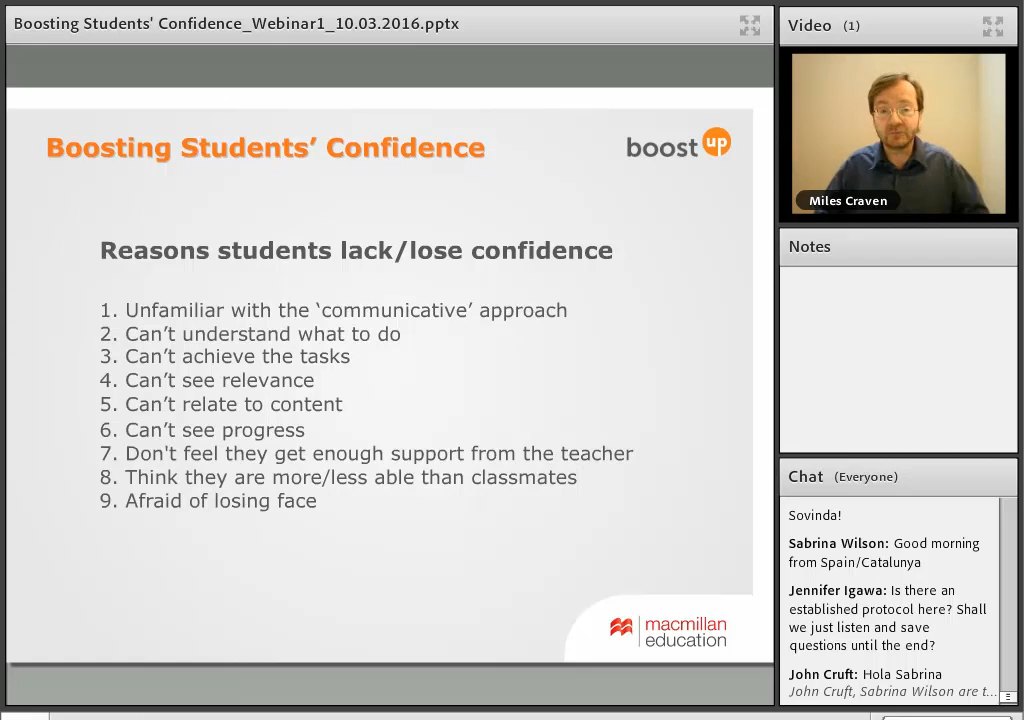 Boosting Students' Confidence_Webinar1_10.03.2016.pptx
Boosting Students’ Confidence
boost up
Reasons students lack/lose confidence
1. Unfamiliar with the ‘communicative’ approach
2. Can’t understand what to do
3. Can’t achieve the tasks
4. Can’t see relevance
5. Can’t relate to content
6. Can’t see progress
7. Don't feel they get enough support from the teacher
8. Think they are more/less able than classmates
9. Afraid of losing face
macmillan
education
Video (1)
Miles Craven
Notes
Chat (Everyone)
Sovinda!
Sabrina Wilson: Good morning
from Spain/Catalunya
Jennifer Igawa: Is there an
established protocol here? Shall
we just listen and save
questions until the end?
John Cruft: Hola Sabrina
John Cruft, Sabrina Wilson are t...